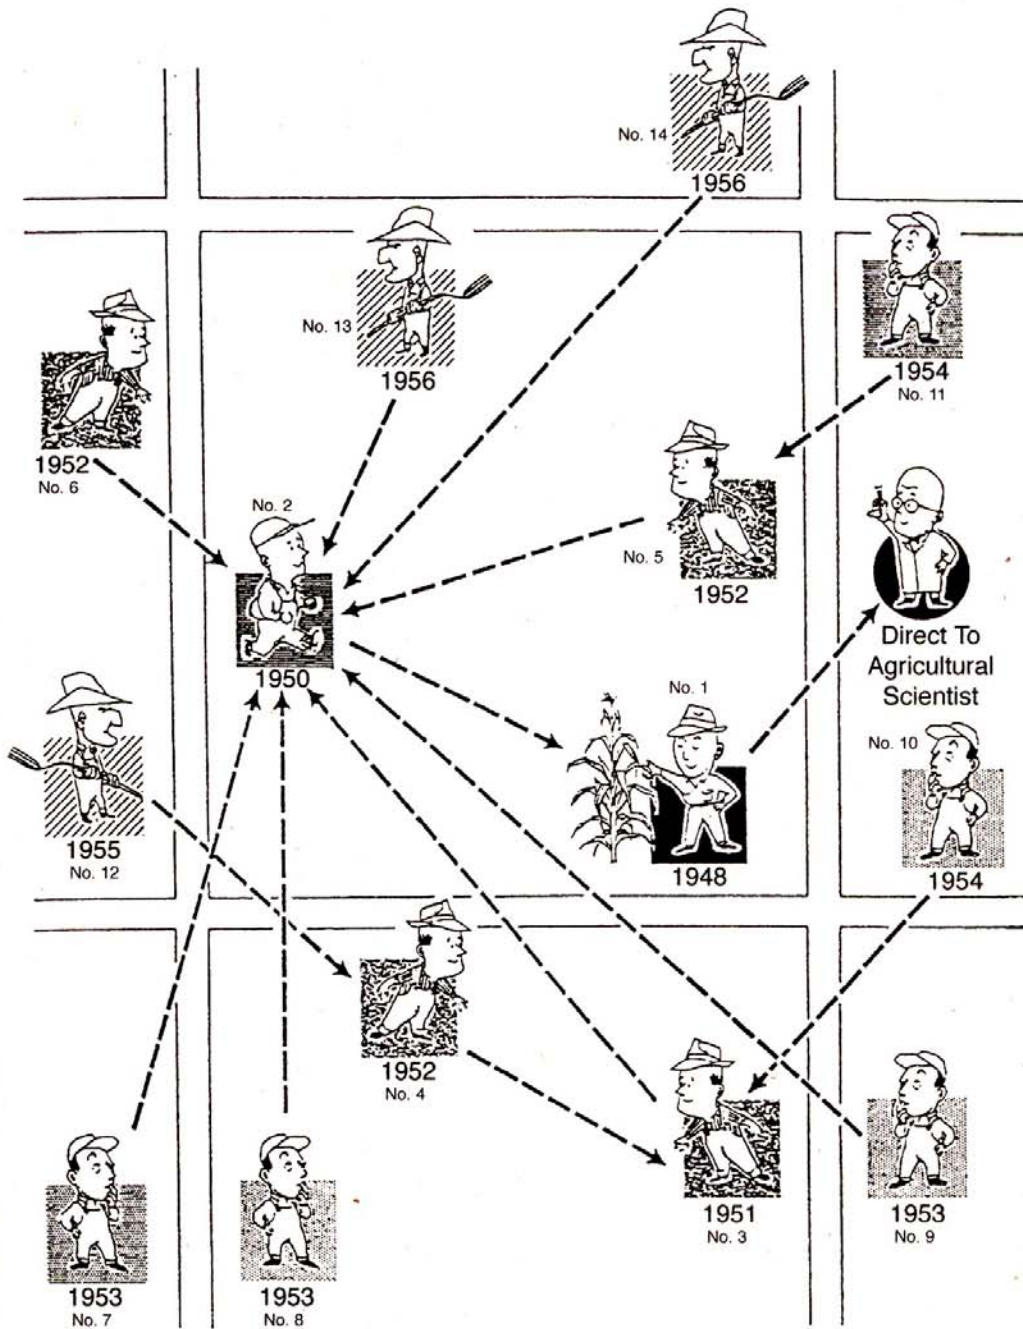 No. 14
1956
No. 13
1956
1954
No. 11
1952
No. 6
No. 2
No. 5
1952
Direct To
Agricultural
Scientist
1950
No. 1
No. 10
1955
No. 12
1948
1954
1952
No. 4
1951
No. 3
1953
No. 9
1953
No. 7
1953
No. 8